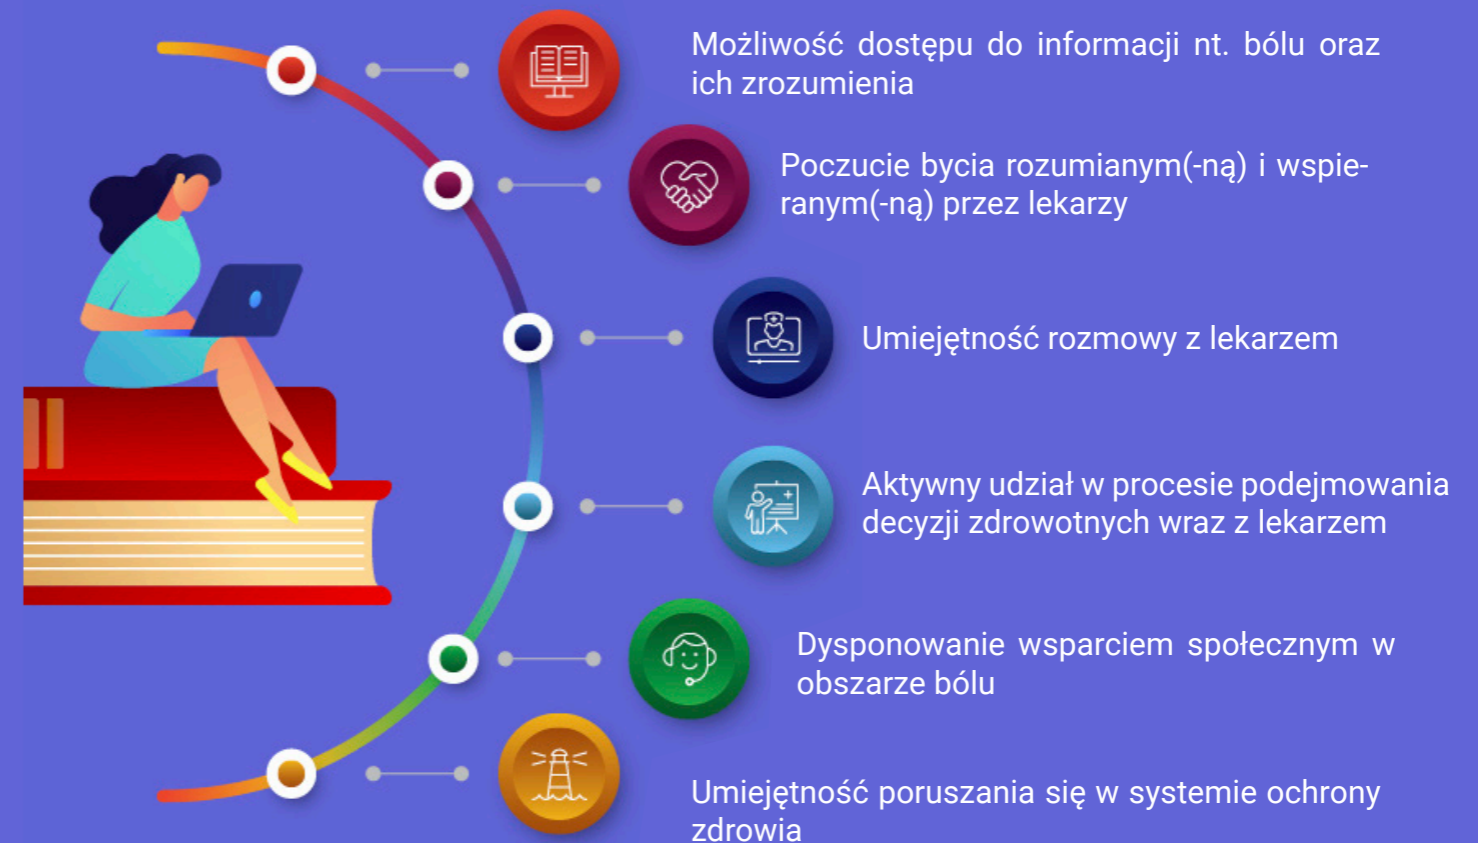 Możliwość dostępu do informacji nt. bólu oraz
ich zrozumienia
Poczucie bycia rozumianym(-ną) i wspie-
ranym(-ną) przez lekarzy
Umiejętność rozmowy z lekarzem
Aktywny udział w procesie podejmowania
decyzji zdrowotnych wraz z lekarzem
Dysponowanie wsparciem społecznym w
obszarze bólu
Umiejętność poruszania się w systemie ochrony
zdrowia